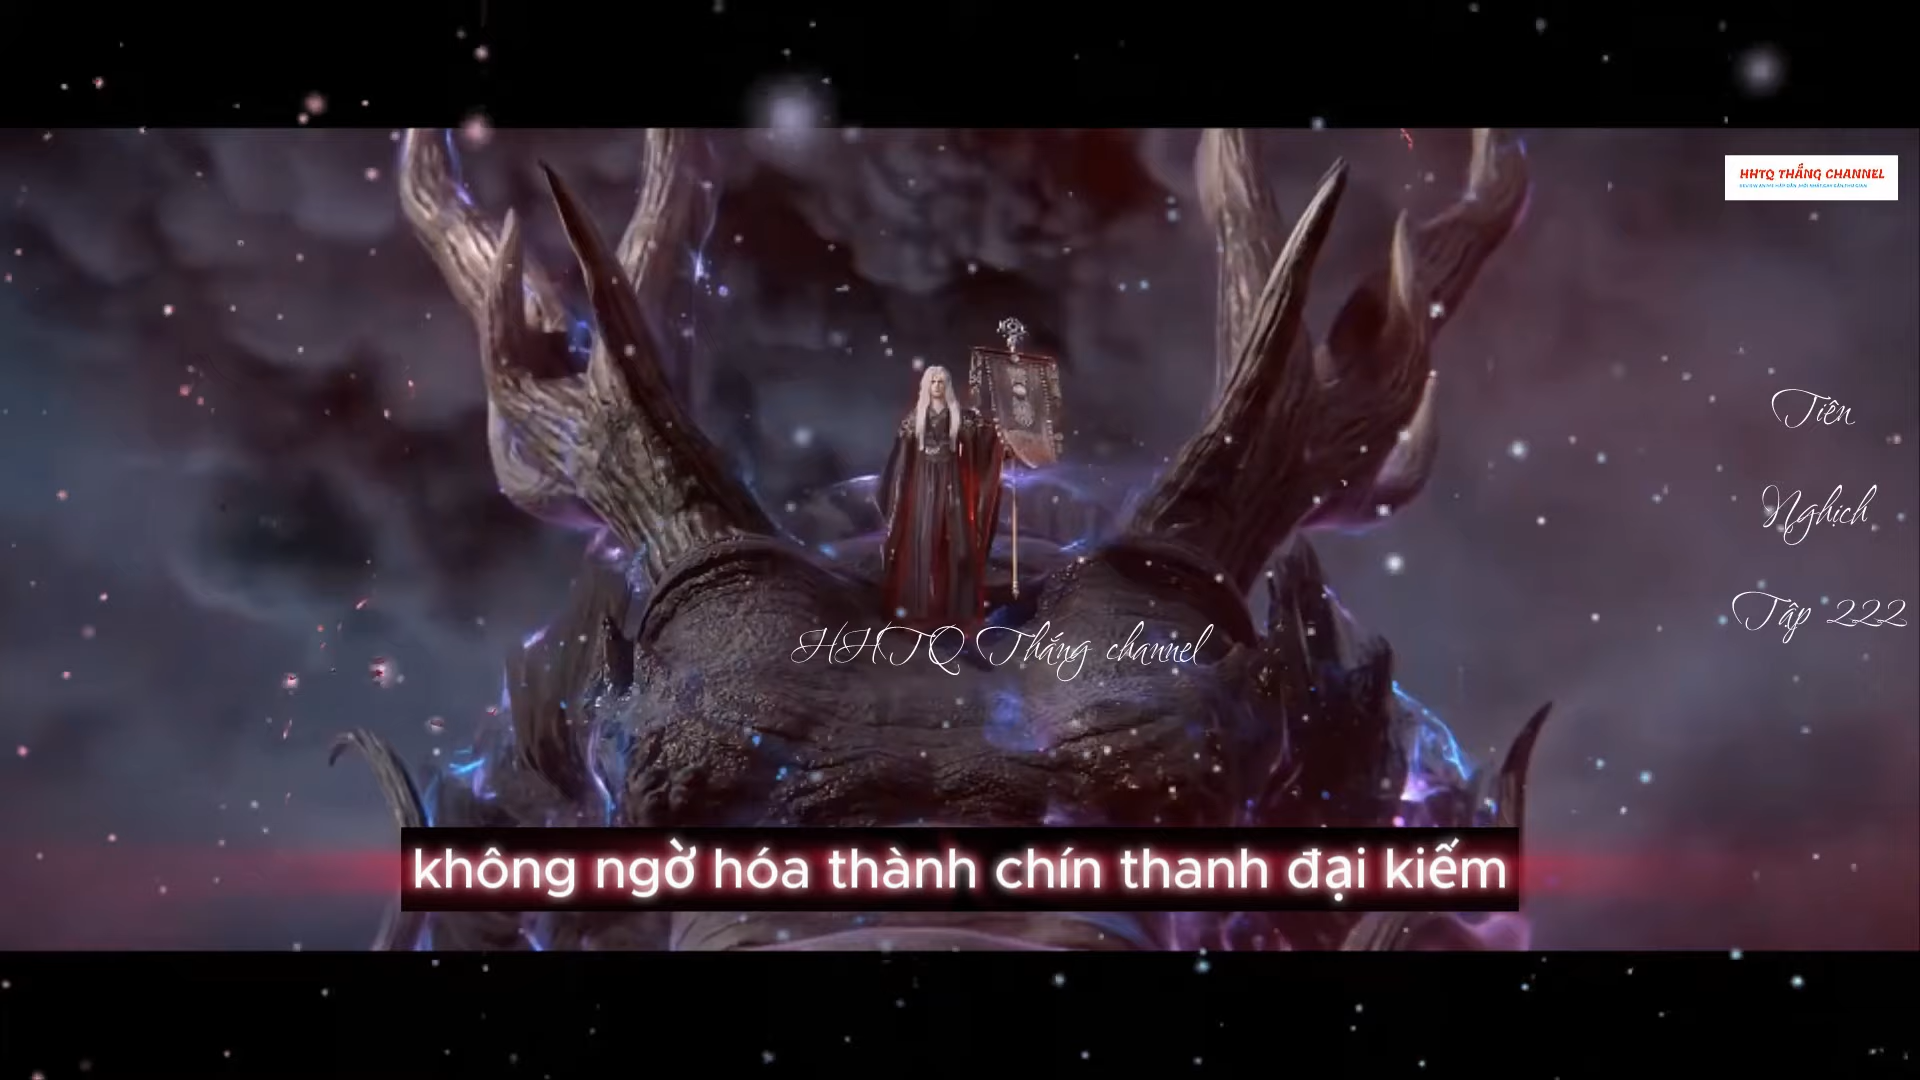 HHTQ THẮNG CHANNEL
Tiên
Nghịch
Tập 222
HHTQ Thắng channel
không ngờ hóa thành chín thanh đại kiếm